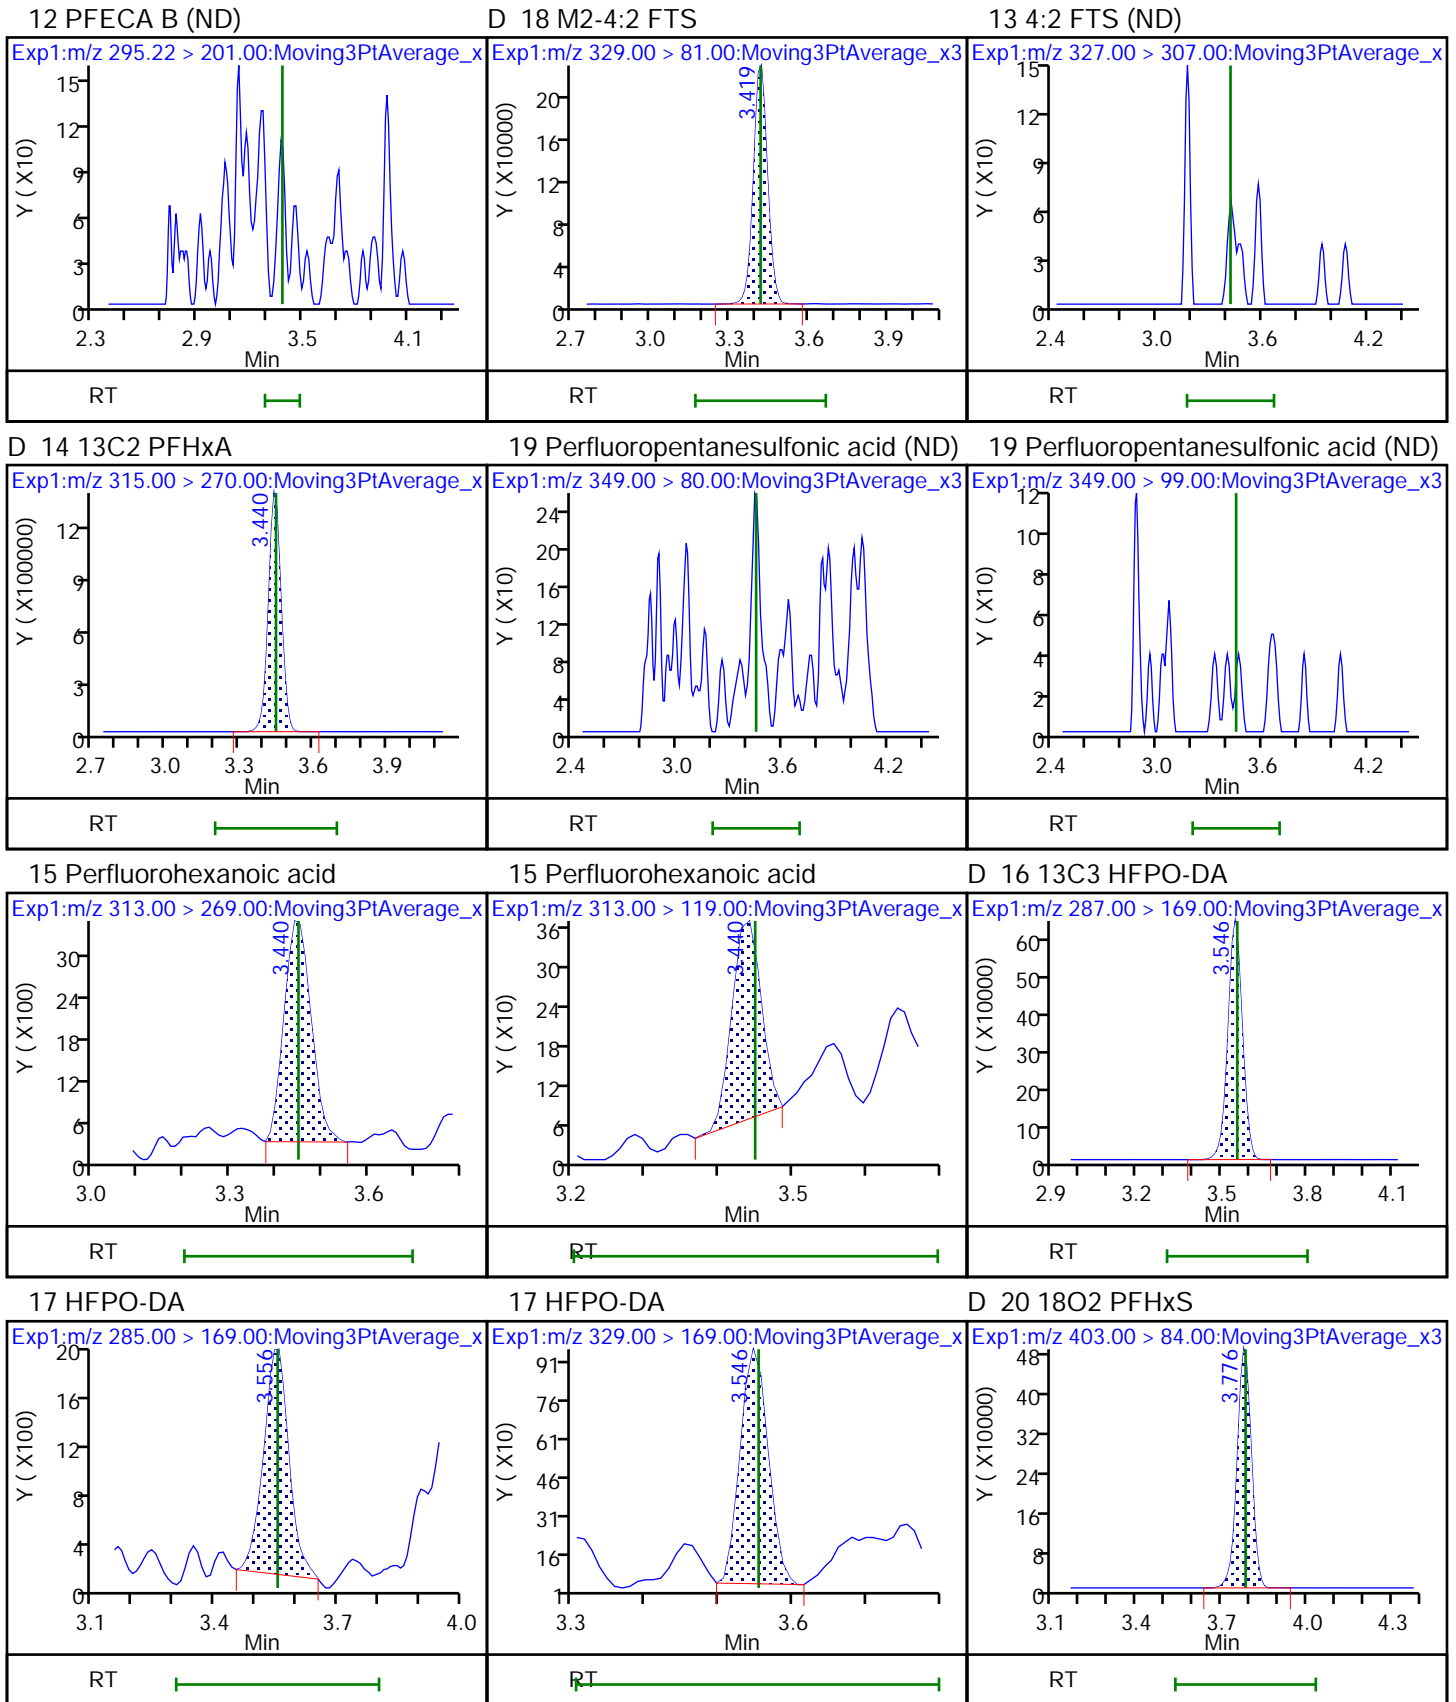 12 PFECA B (ND)
Exp1:m/z 295.22 > 201.00:Moving3PtAverage_x
Y ( X10)
15
12
9
6
3
0
2.3 2.9 3.5 4.1
Min
RT
D 18 M2-4:2 FTS
Exp1:m/z 329.00 > 81.00:Moving3PtAverage_x3
3.419
Y ( X10000)
20
16
12
8
4
0
2.7 3.0 3.3 3.6 3.9
Min
RT
13 4:2 FTS (ND)
Exp1:m/z 327.00 > 307.00:Moving3PtAverage_x
Y ( X10)
15
12
9
6
3
0
2.4 3.0 3.6 4.2
Min
RT
D 14 13C2 PFHxA
Exp1:m/z 315.00 > 270.00:Moving3PtAverage_x
3.440
Y ( X100000)
12
9
6
3
0
2.7 3.0 3.3 3.6 3.9
Min
RT
19 Perfluoropentanesulfonic acid (ND)
Exp1:m/z 349.00 > 80.00:Moving3PtAverage_x3
Y ( X10)
24
20
16
12
8
4
0
2.4 3.0 3.6 4.2
Min
RT
19 Perfluoropentanesulfonic acid (ND)
Exp1:m/z 349.00 > 99.00:Moving3PtAverage_x3
Y ( X10)
12
10
8
6
4
2
0
2.4 3.0 3.6 4.2
Min
RT
15 Perfluorohexanoic acid
Exp1:m/z 313.00 > 269.00:Moving3PtAverage_x
3.440
Y ( X100)
30
24
18
12
6
0
3.0 3.3 3.6
Min
RT
15 Perfluorohexanoic acid
Exp1:m/z 313.00 > 119.00:Moving3PtAverage_x
3.440
Y ( X10)
36
30
24
18
12
6
0
3.2 3.5
Min
RT
D 16 13C3 HFPO-DA
Exp1:m/z 287.00 > 169.00:Moving3PtAverage_x
3.546
Y ( X10000)
60
50
40
30
20
10
0
2.9 3.2 3.5 3.8 4.1
Min
RT
17 HFPO-DA
Exp1:m/z 285.00 > 169.00:Moving3PtAverage_x
3.556
Y ( X100)
20
16
12
8
4
0
3.1 3.4 3.7 4.0
Min
RT
17 HFPO-DA
Exp1:m/z 329.00 > 169.00:Moving3PtAverage_x
3.546
Y ( X10)
91
76
61
46
31
16
1
3.3 3.6
Min
RT
D 20 18O2 PFHxS
Exp1:m/z 403.00 > 84.00:Moving3PtAverage_x3
3.776
Y ( X10000)
48
40
32
24
16
8
0
3.1 3.4 3.7 4.0 4.3
Min
RT